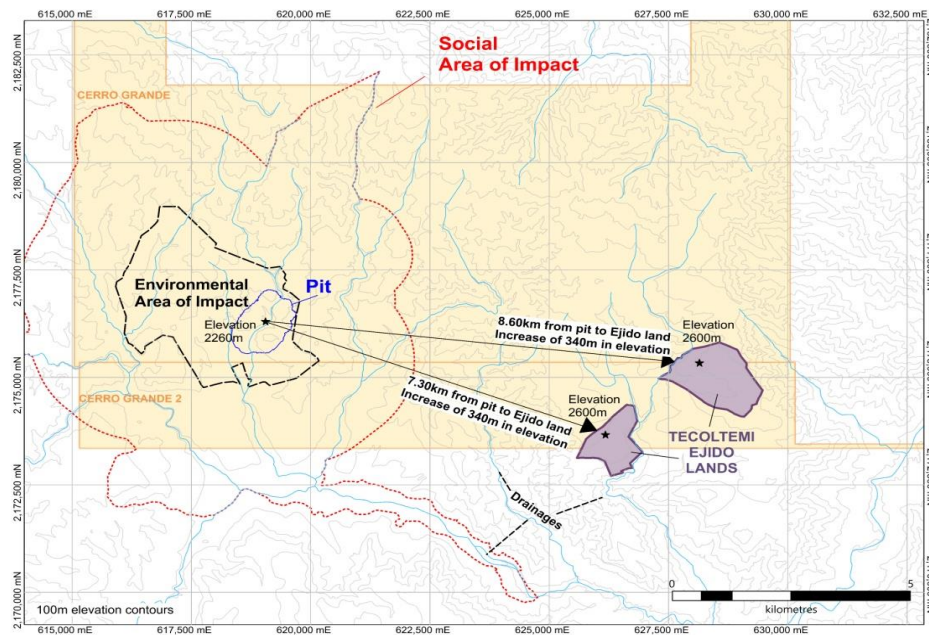 615,000 mE 617,500 mE 620,000 mE 622,500 mE 625,000 mE 627,500 mE 630,000 mE 632,500 mE
2,182,500 mN
2,180,000 mN
2,177,500 mN
2,175,000 mN
2,172,500 mN
2,170,000 mN
Social
Area of Impact
CERRO GRANDE
Environmental
Area of Impact
Pit
Elevation
2260m
8.60km from pit to Ejido land
Increase of 340m in elevation
Elevation
2600m
7.30km from pit to Ejido land
Increase of 340m in elevation
Elevation
2600m
CERRO GRANDE 2
TECOLTEMI
EJIDO
LANDS
Drainages
0 5
kilometres
100m elevation contours
615,000 mE 617,500 mE 620,000 mE 622,500 mE 625,000 mE 627,500 mE 630,000 mE 632,500 mE